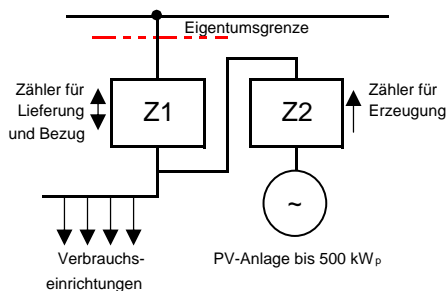 Eigentumsgrenze
Zähler für
Lieferung
und Bezug
Z1
Z2
Zähler für
Erzeugung
~
Verbrauchs-
einrichtungen
PV-Anlage bis 500 kWp